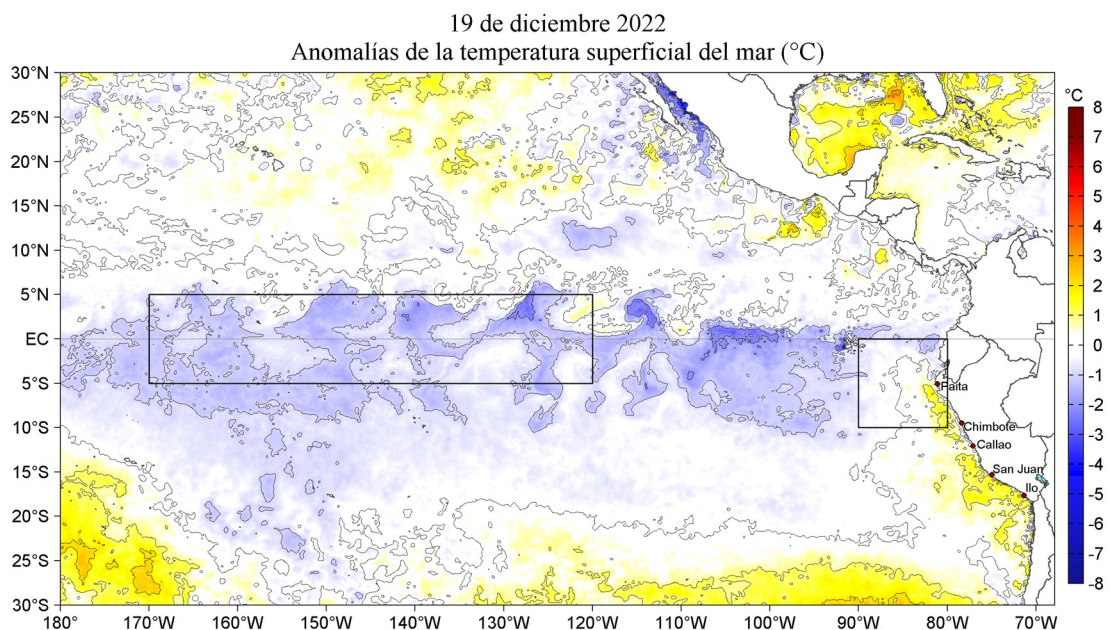 19 de diciembre 2022
Anomalías de la temperatura superficial del mar (°C)
30°N
25°N
20°N
15°N
10°N
5°N
EC
5°S
10°S
15°S
20°S
25°S
30°S
180° 170°W 160°W 150°W 140°W 130°W 120°W 110°W 100°W 90°W 80°W 70°W
Paita
Chimbote
Callao
San Juan
Ilo
°C
8
7
6
5
4
3
2
1
0
-1
-2
-3
-4
-5
-6
-7
-8